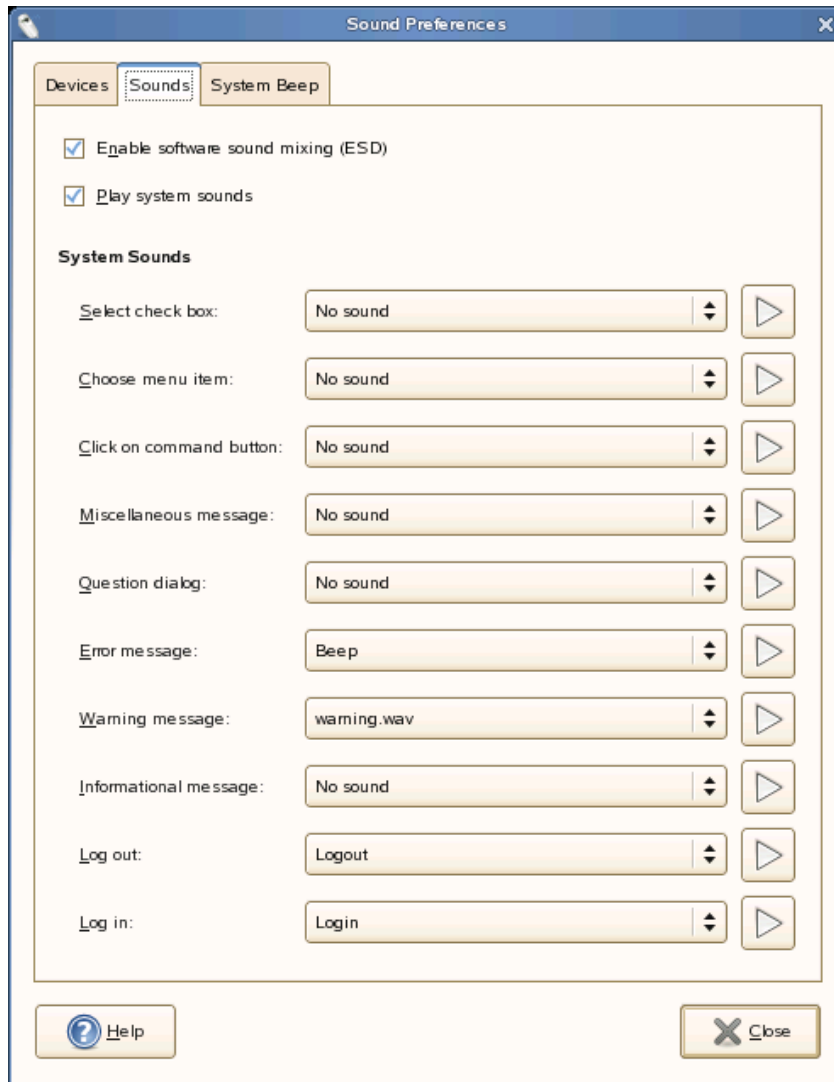 Sound Preferences
Devices Sounds System Beep
Enable software sound mixing (ESD)
Play system sounds
System Sounds
Select check box: No sound
Choose menu item: No sound
Click on command button: No sound
Miscellaneous message: No sound
Question dialog: No sound
Error message: Beep
Warning message: warning.wav
Informational message: No sound
Log out: Logout
Log in: Login
Help Close